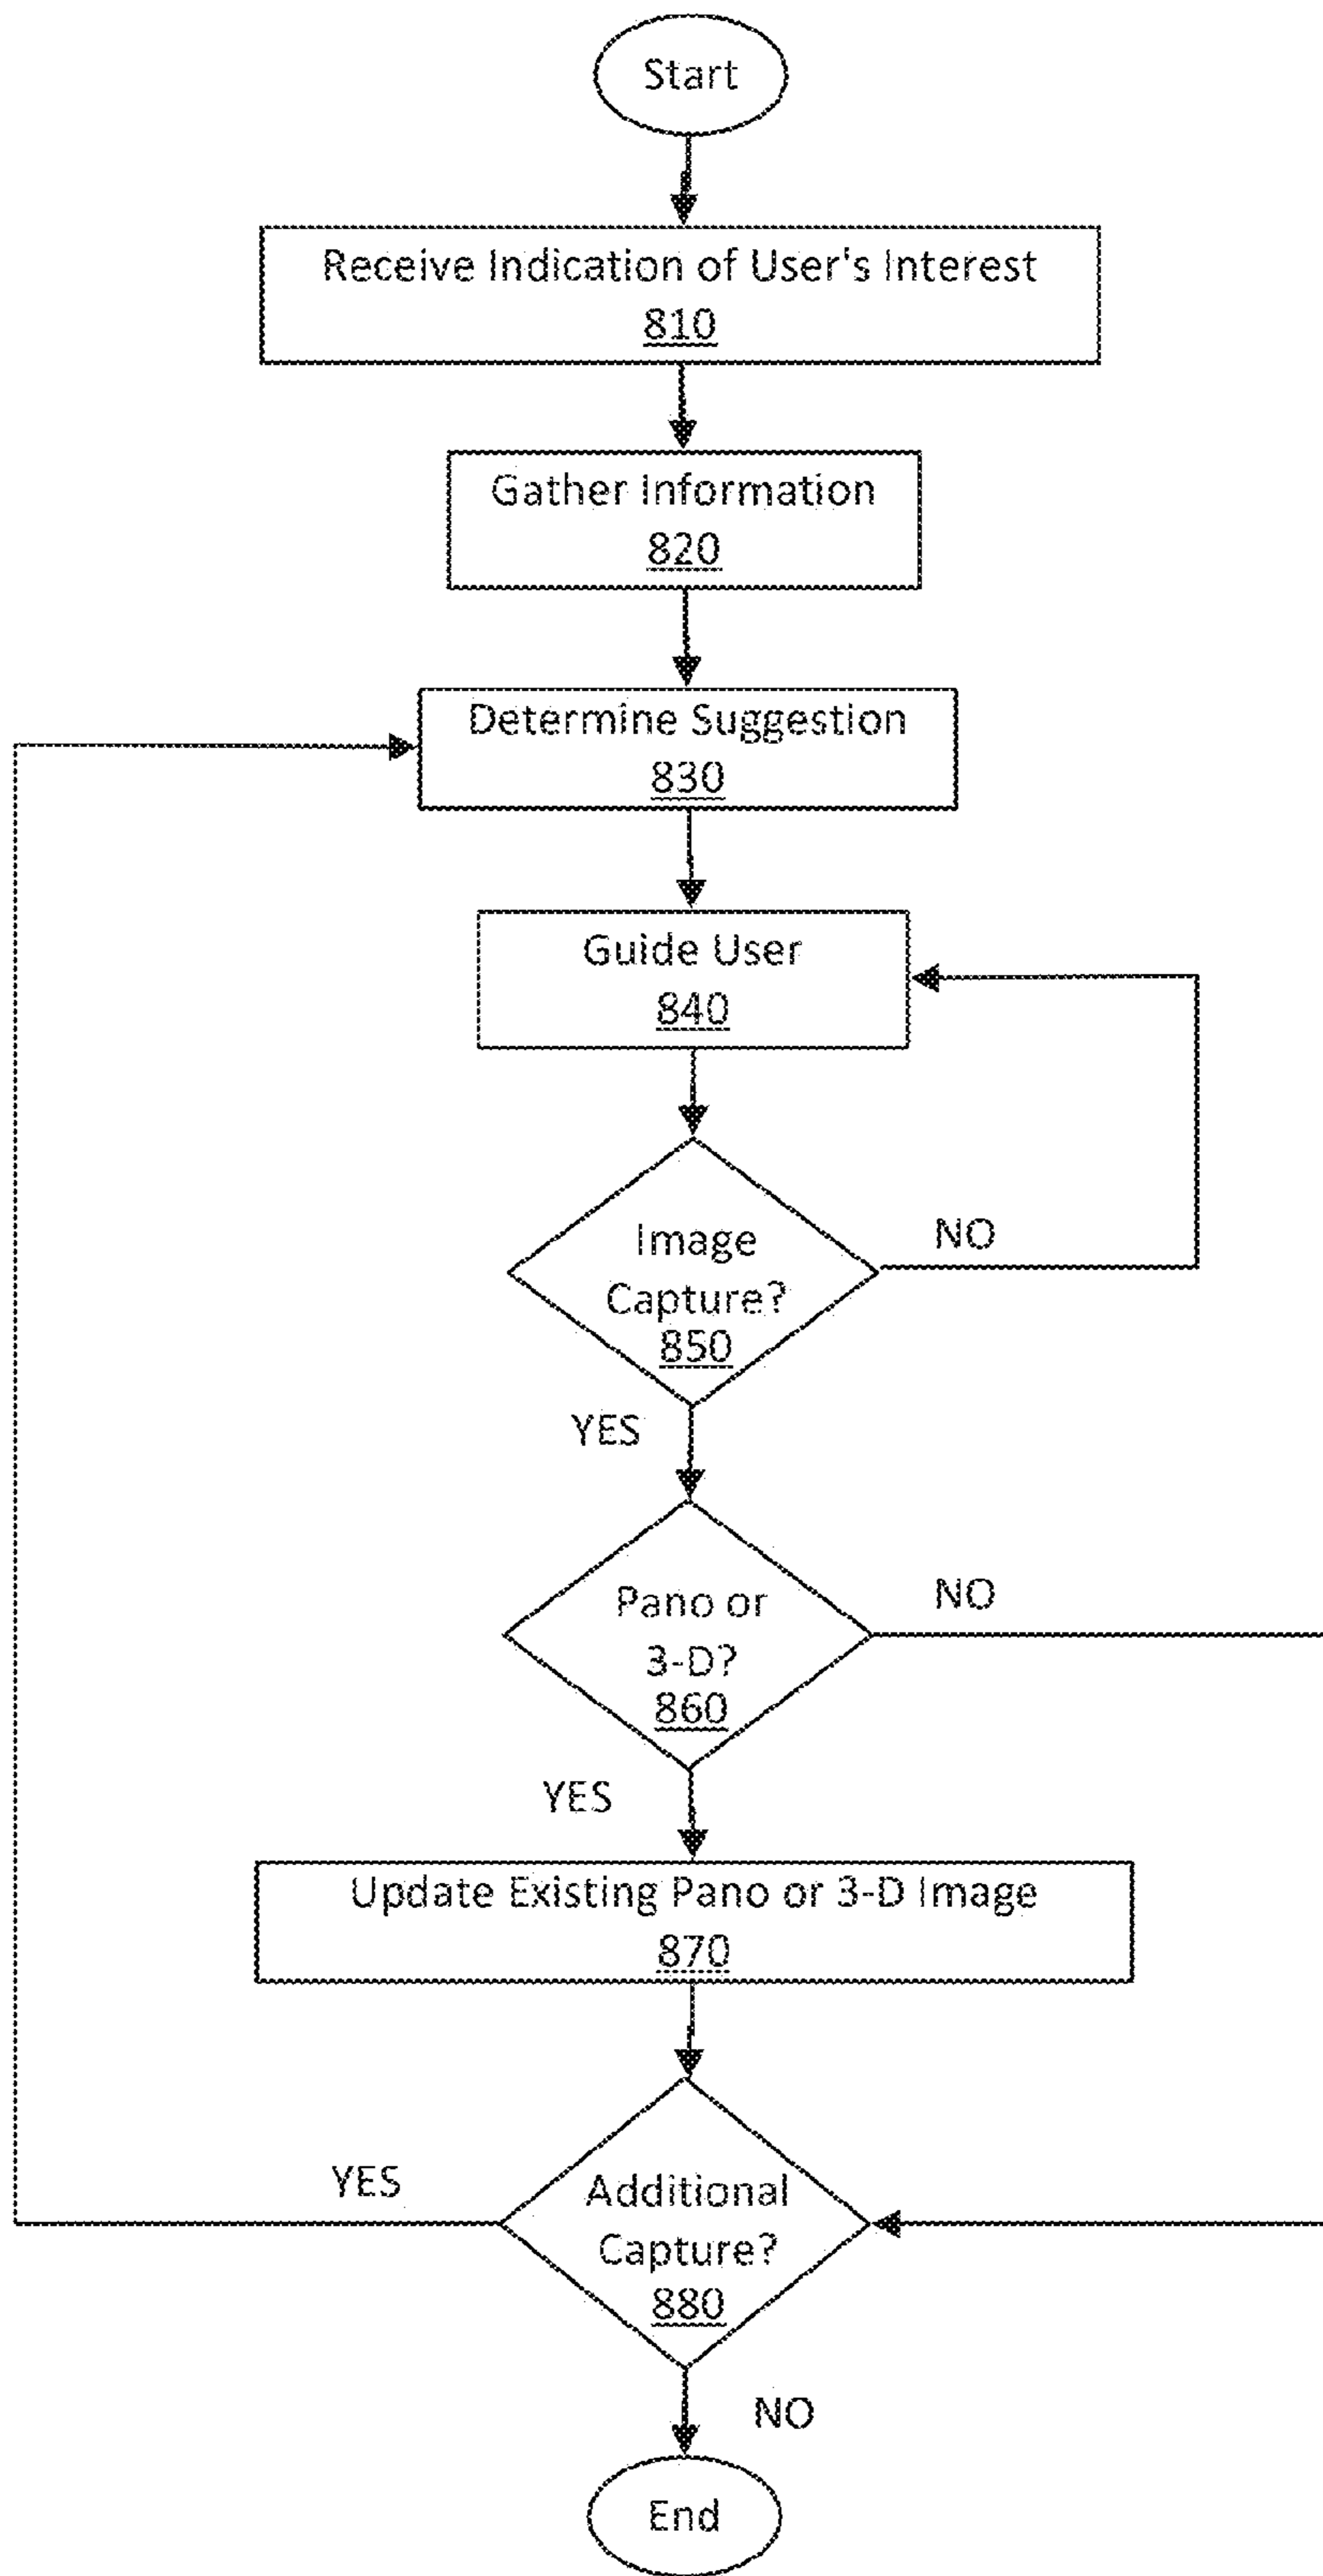 Start
Receive Indication of User's Interest
810
Gather Information
820
Determine Suggestion
830
Guide User
840
Image
Capture?
850
NO
YES
Pano or
3-D?
860
NO
YES
Update Existing Pano or 3-D Image
870
Additional
Capture?
880
YES
NO
End